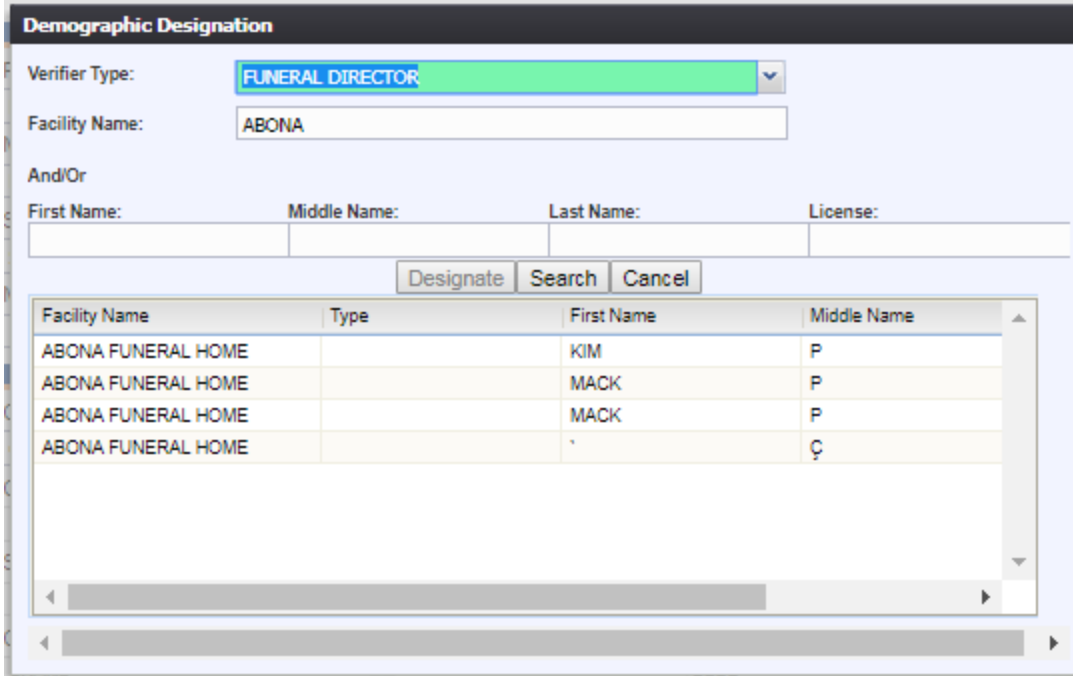 Demographic Designation
Verifier Type: FUNERAL DIRECTOR
Facility Name: ABONA
And/Or
First Name: Middle Name: Last Name: License:
Designate Search Cancel
Facility Name Type First Name Middle Name
ABONA FUNERAL HOME KIM P
ABONA FUNERAL HOME MACK P
ABONA FUNERAL HOME MACK P
ABONA FUNERAL HOME ` Ç